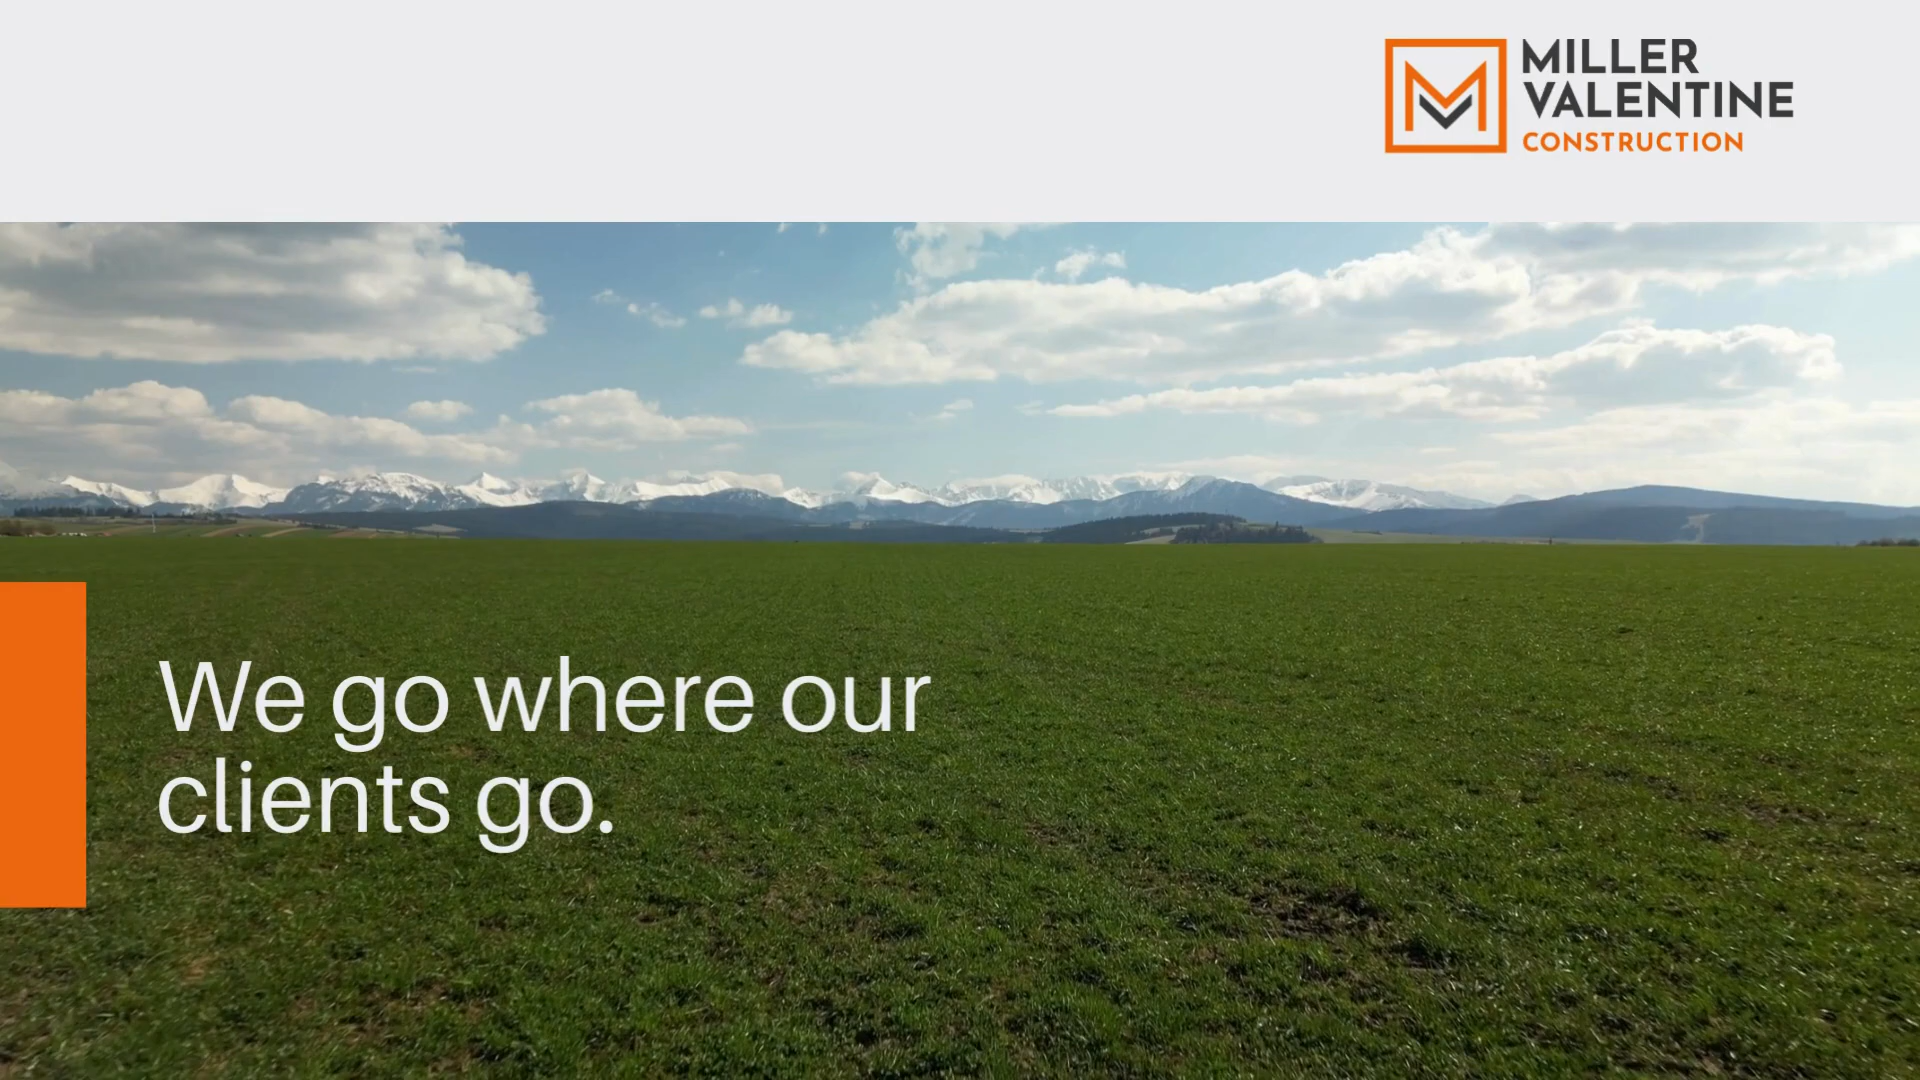 MILLER
VALENTINE
CONSTRUCTION
We go where our
clients go.